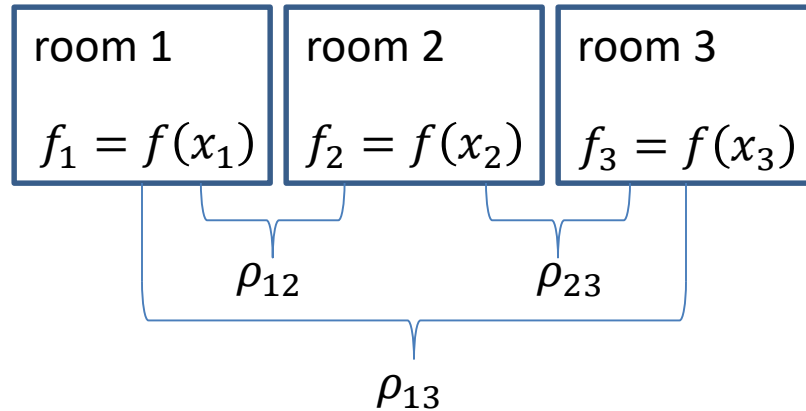 room 1 room 2 room 3
f₁ = f(x₁) f₂ = f(x₂) f₃ = f(x₃)
ρ₁₂ ρ₂₃
ρ₁₃